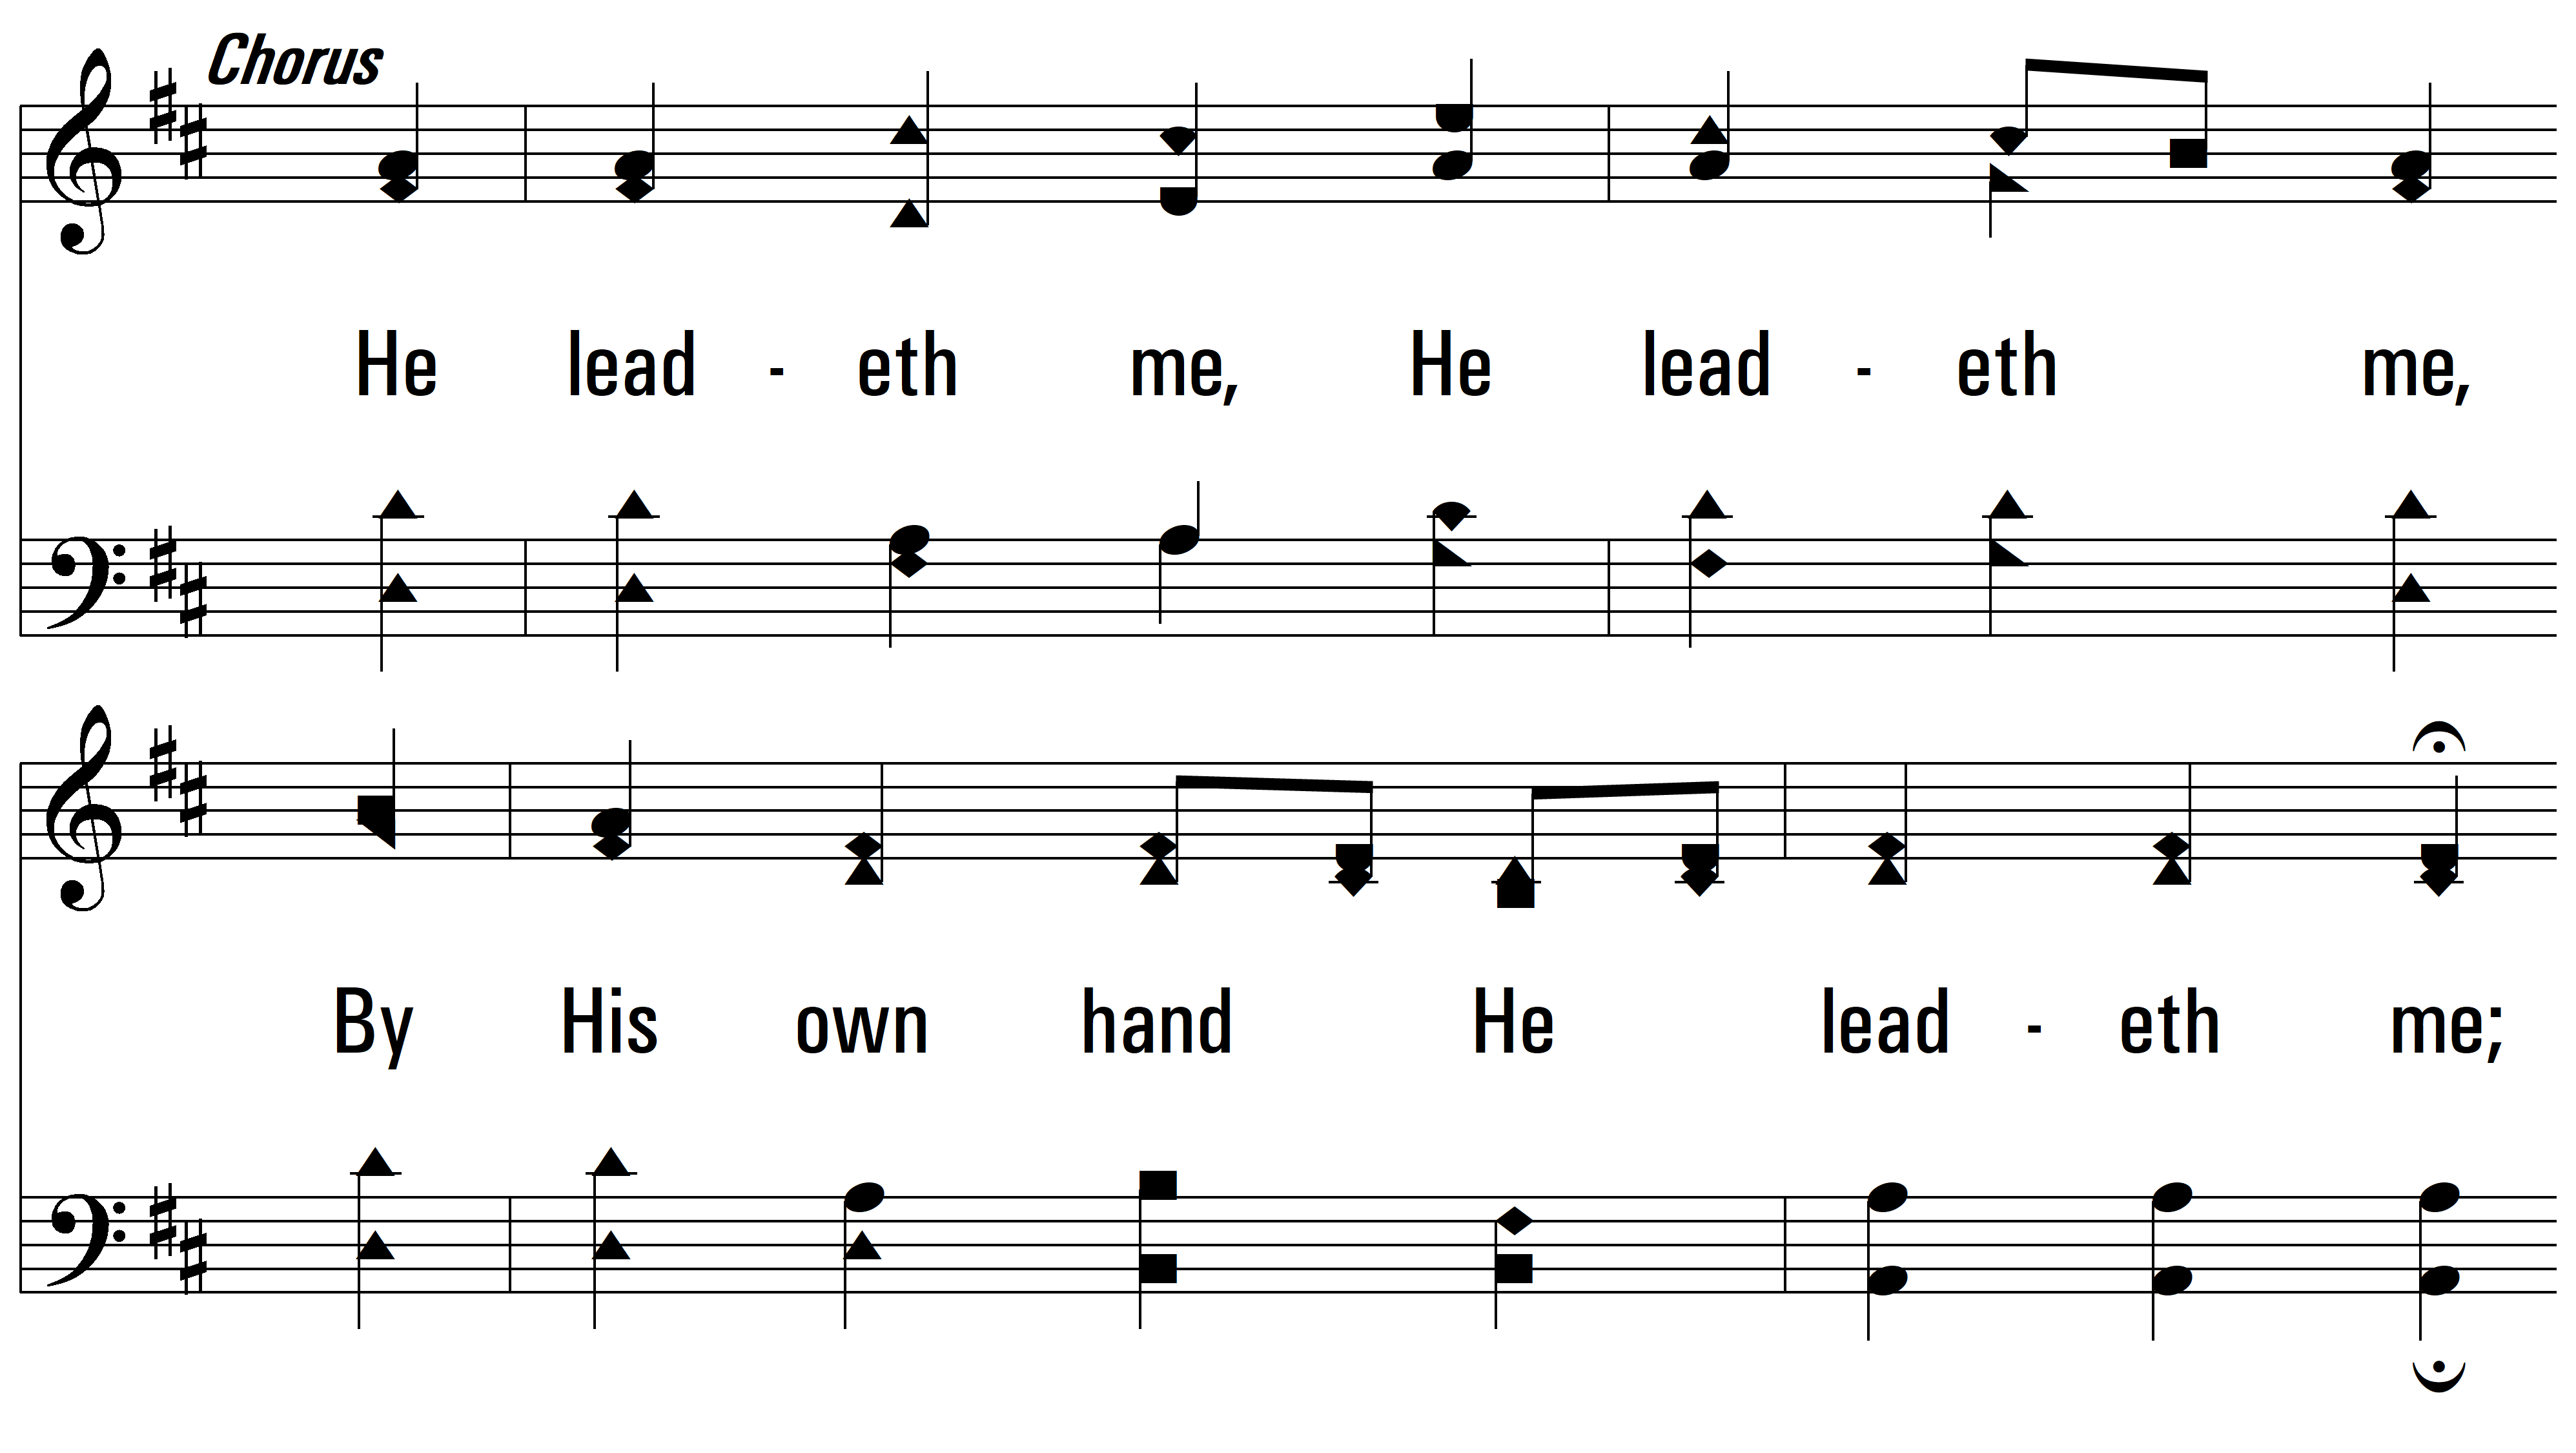 Chorus
He lead - eth me, He lead - eth me,
By His own hand He lead - eth me;